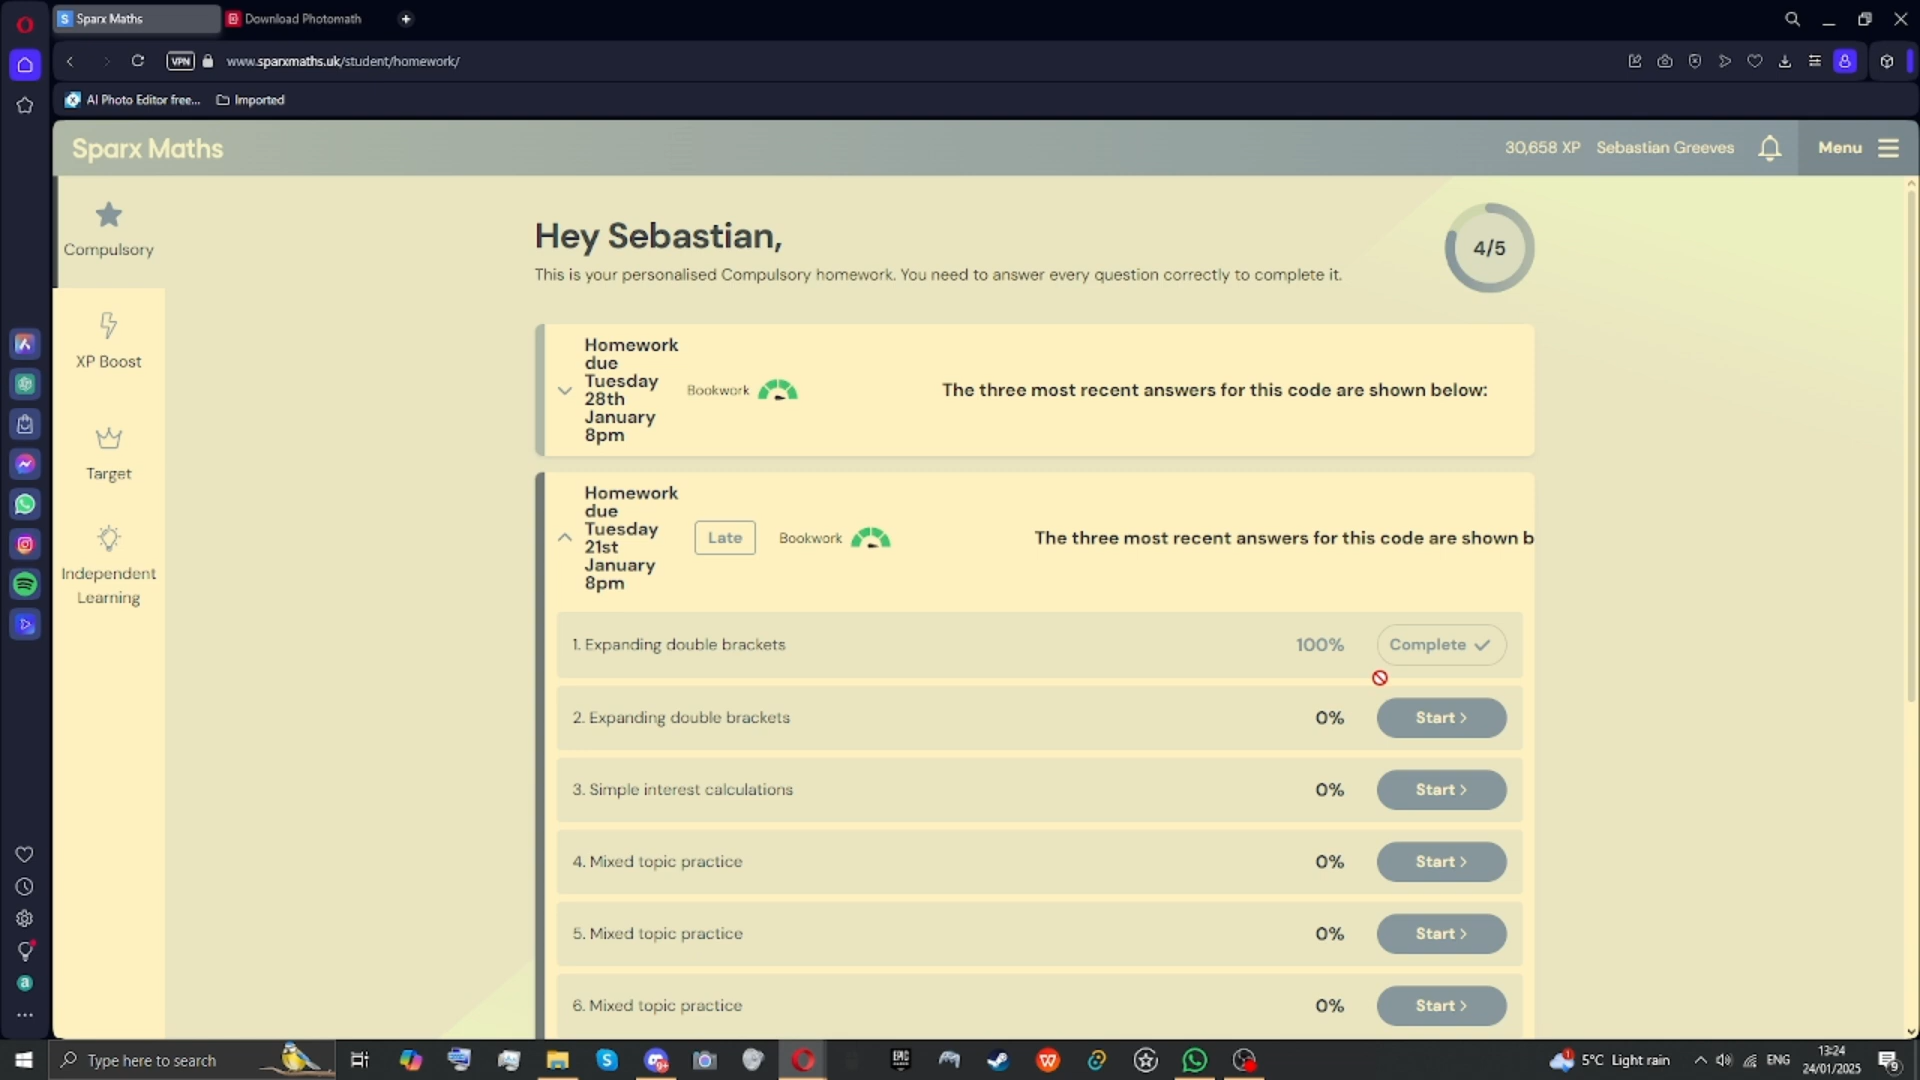 Sparx Maths
Download Photomath
VPN
www.sparxmaths.uk/student/homework/
AI Photo Editor free...
Imported
Sparx Maths
30,658 XP
Sebastian Greeves
Menu
Compulsory
XP Boost
Target
Independent
Learning
Hey Sebastian,
This is your personalised Compulsory homework. You need to answer every question correctly to complete it.
4/5
Homework
due
Tuesday
28th
January
8pm
Bookwork
The three most recent answers for this code are shown below:
Homework
due
Tuesday
21st
January
8pm
Late
Bookwork
The three most recent answers for this code are shown b
1. Expanding double brackets 100% Complete
2. Expanding double brackets 0% Start
3. Simple interest calculations 0% Start
4. Mixed topic practice 0% Start
5. Mixed topic practice 0% Start
6. Mixed topic practice 0% Start
Type here to search
5°C Light rain
ENG
13:24
24/01/2025